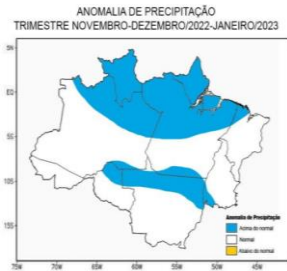 ANOMALIA DE PRECIPITAÇÃO
TRIMESTRE NOVEMBRO-DEZEMBRO/2022-JANEIRO/2023
5N
EQ
5S
10S
15S
75W
70W
65W
60W
55W
50W
45W
Anomalia de Precipitação
Acima do normal
Normal
Abaixo do normal